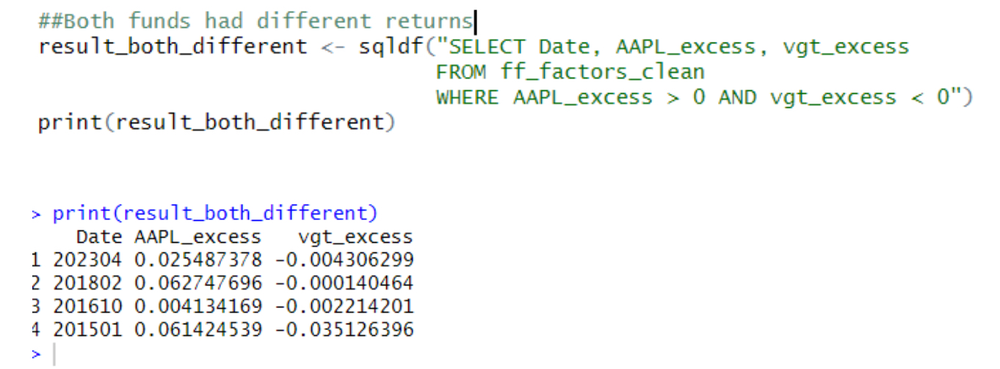 ##Both funds had different returns
result_both_different <- sqldf("SELECT Date, AAPL_excess, vgt_excess
FROM ff_factors_clean
WHERE AAPL_excess > 0 AND vgt_excess < 0")
print(result_both_different)
> print(result_both_different)
Date AAPL_excess vgt_excess
1 202304 0.025487378 -0.004306299
2 201802 0.062747696 -0.000140464
3 201610 0.004134169 -0.002214201
4 201501 0.061424539 -0.035126396
>